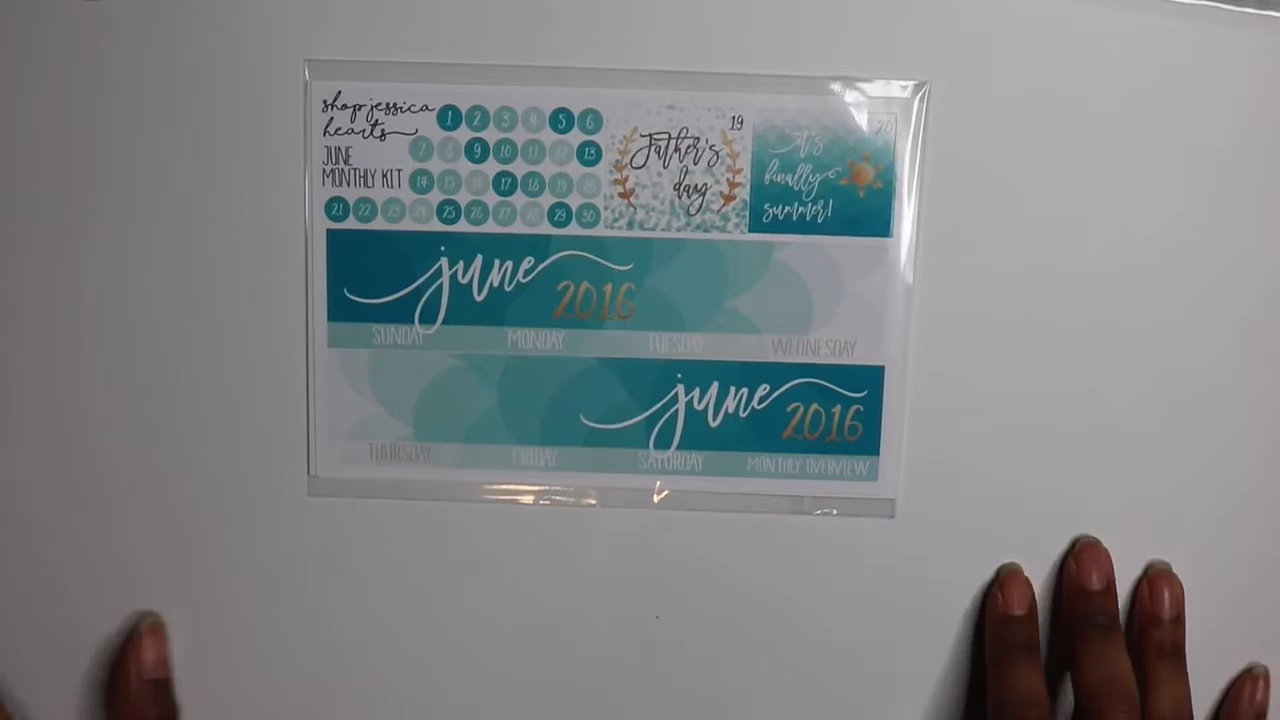 shop jessica
hearts
JUNE
MONTHLY KIT
1 2 3 4 5 6
7 8 9 10 11 12 13
14 15 16 17 18 19 20
21 22 23 24 25 26 27 28 29 30
19
Father's
day
20
it's
finally
summer!
june
2016
SUNDAY MONDAY TUESDAY WEDNESDAY
june
2016
THURSDAY FRIDAY SATURDAY MONTHLY OVERVIEW